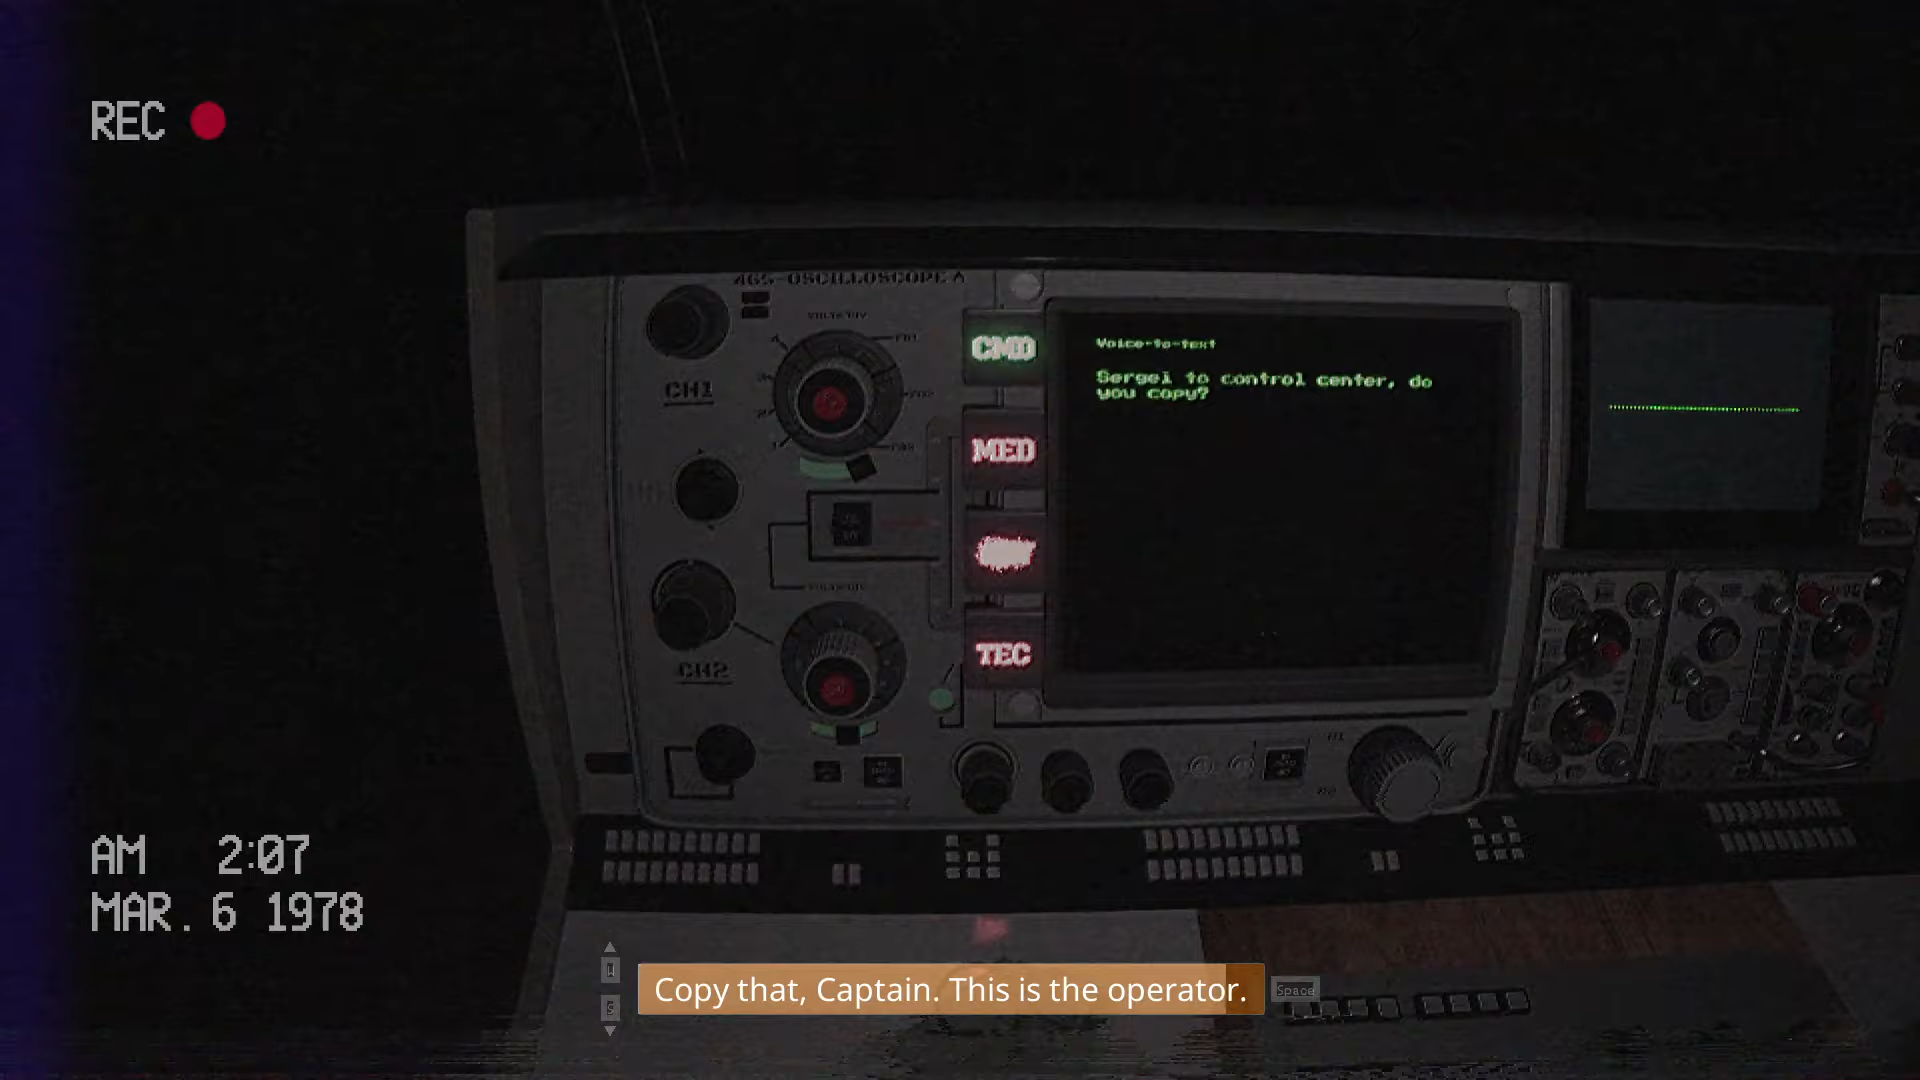 REC
465-OSCILLOSCOPE A
CH1
CMD
Voice-to-text
Sergei to control center, do
you copy?
MED
TEC
CH2
AM 2:07
MAR. 6 1978
Copy that, Captain. This is the operator.
Space